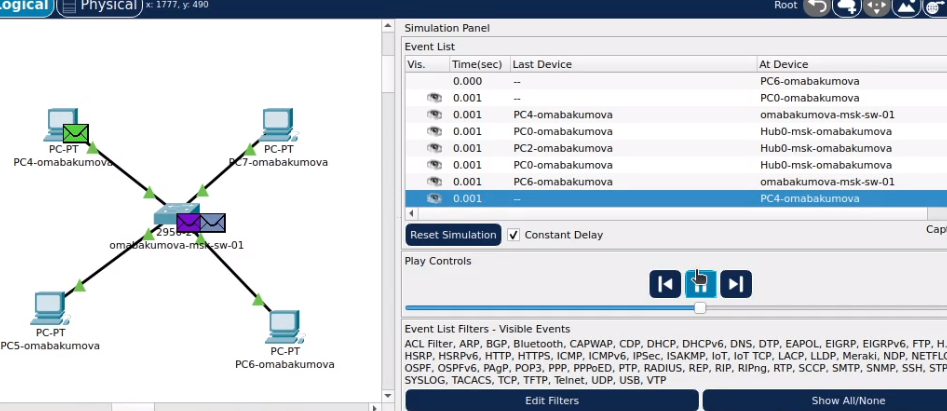 Logical Physical x: 1777, y: 490 Root
Simulation Panel
Event List
Vis. Time(sec) Last Device At Device
0.000 -- PC6-omabakumova
0.001 -- PC0-omabakumova
0.001 PC4-omabakumova omabakumova-msk-sw-01
0.001 PC0-omabakumova Hub0-msk-omabakumova
0.001 PC2-omabakumova Hub0-msk-omabakumova
0.001 PC0-omabakumova Hub0-msk-omabakumova
0.001 PC6-omabakumova omabakumova-msk-sw-01
0.001 -- PC4-omabakumova
Reset Simulation Constant Delay Capt
Play Controls
Event List Filters - Visible Events
ACL Filter, ARP, BGP, Bluetooth, CAPWAP, CDP, DHCP, DHCPv6, DNS, DTP, EAPOL, EIGRP, EIGRPv6, FTP, H.
HSRP, HSRPv6, HTTP, HTTPS, ICMP, ICMPv6, IPSec, ISAKMP, IoT, IoT TCP, LACP, LLDP, Meraki, NDP, NETFLO
OSPF, OSPFv6, PAgP, POP3, PPP, PPPoED, PTP, RADIUS, REP, RIP, RIPng, RTP, SCCP, SMTP, SNMP, SSH, STP
SYSLOG, TACACS, TCP, TFTP, Telnet, UDP, USB, VTP
Edit Filters Show All/None
PC-PT
PC4-omabakumova
PC-PT
PC7-omabakumova
omabakumova-msk-sw-01
PC-PT
PC5-omabakumova
PC-PT
PC6-omabakumova